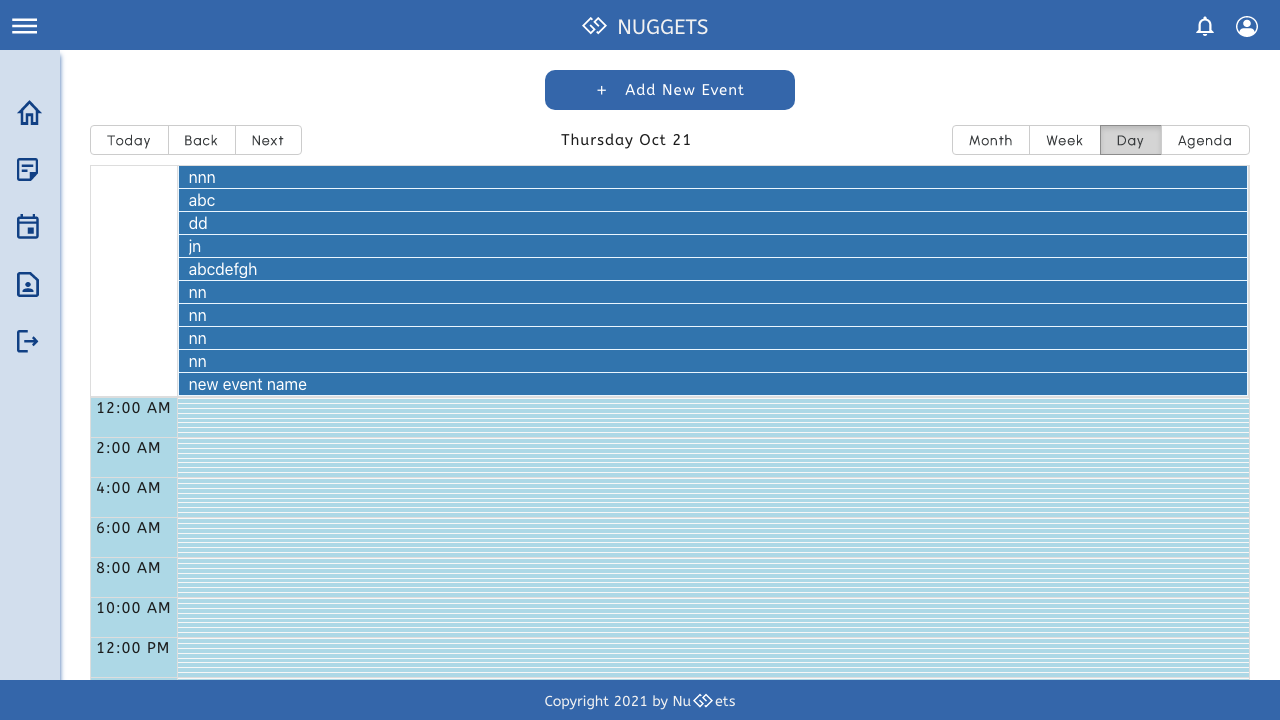 NUGGETS
+ Add New Event
Today Back Next
Thursday Oct 21
Month Week Day Agenda
nnn
abc
dd
jn
abcdefgh
nn
nn
nn
nn
new event name
12:00 AM
2:00 AM
4:00 AM
6:00 AM
8:00 AM
10:00 AM
12:00 PM
Copyright 2021 by Nu ets